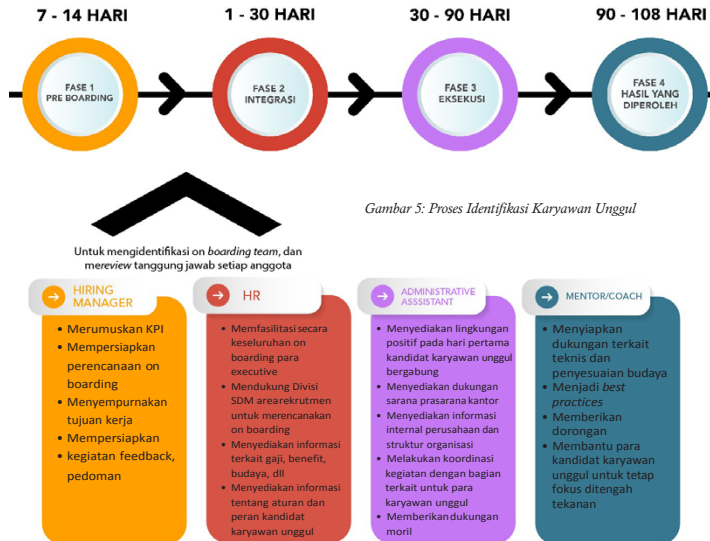 7 - 14 HARI
1 - 30 HARI
30 - 90 HARI
90 - 108 HARI
FASE 1
PRE BOARDING
FASE 2
INTEGRASI
FASE 3
EKSEKUSI
FASE 4
HASIL YANG
DIPEROLEH
Gambar 5: Proses Identifikasi Karyawan Unggul
Untuk mengidentifikasi on boarding team, dan
mereview tanggung jawab setiap anggota
HIRING
MANAGER
• Merumuskan KPI
• Mempersiapkan
perencanaan on
boarding
• Menyempurnakan
tujuan kerja
• Mempersiapkan
• kegiatan feedback,
pedoman
HR
• Memfasilitasi secara
keseluruhan on
boarding para
executive
• Mendukung Divisi
SDM area rekrutmen
untuk merencanakan
on boarding
• Menyediakan informasi
terkait gaji, benefit,
budaya, dll
• Menyediakan informasi
tentang aturan dan
peran kandidat
karyawan unggul
ADMINISTRATIVE
ASSSISTANT
• Menyediakan lingkungan
positif pada hari pertama
kandidat karyawan unggul
bergabung
• Menyediakan dukungan
sarana prasarana kantor
• Menyediakan informasi
internal perusahaan dan
struktur organisasi
• Melakukan koordinasi
kegiatan dengan bagian
terkait untuk para
karyawan unggul
• Memberikan dukungan
moril
MENTOR/COACH
• Menyiapkan
dukungan terkait
teknis dan
penyesuaian budaya
• Menjadi best
practices
• Memberikan
dorongan
• Membantu para
kandidat karyawan
unggul untuk tetap
fokus ditengah
tekanan